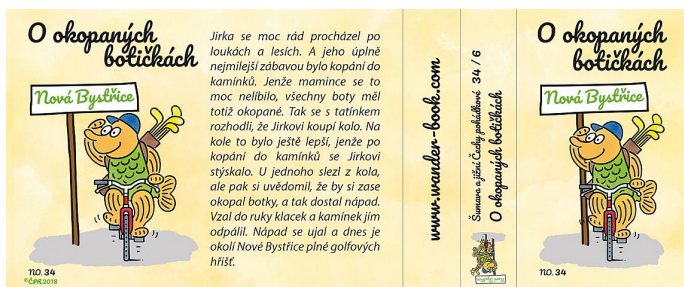 O okopaných
botičkách
Nová Bystřice
NO. 34
©ČPR2018
Jirka se moc rád procházel po
loukách a lesích. A jeho úplně
nejmilejší zábavou bylo kopání do
kamínků. Jenže mamince se to
moc nelíbilo, všechny boty měl
totiž okopané. Tak se s tatínkem
rozhodli, že Jirkovi koupí kolo. Na
kole to bylo ještě lepší, jenže po
kopání do kamínků se Jirkovi
stýskalo. U jednoho slezl z kola,
ale pak si uvědomil, že by si zase
okopal botky, a tak dostal nápad.
Vzal do ruky klacek a kamínek jím
odpálil. Nápad se ujal a dnes je
okolí Nové Bystřice plné golfových
hřišť.
www.wander-book.com
Šumava a jižní Čechy pohádkové 34 / 6
O okopaných botičkách
Nová Bystřice
O okopaných
botičkách
Nová Bystřice
NO. 34